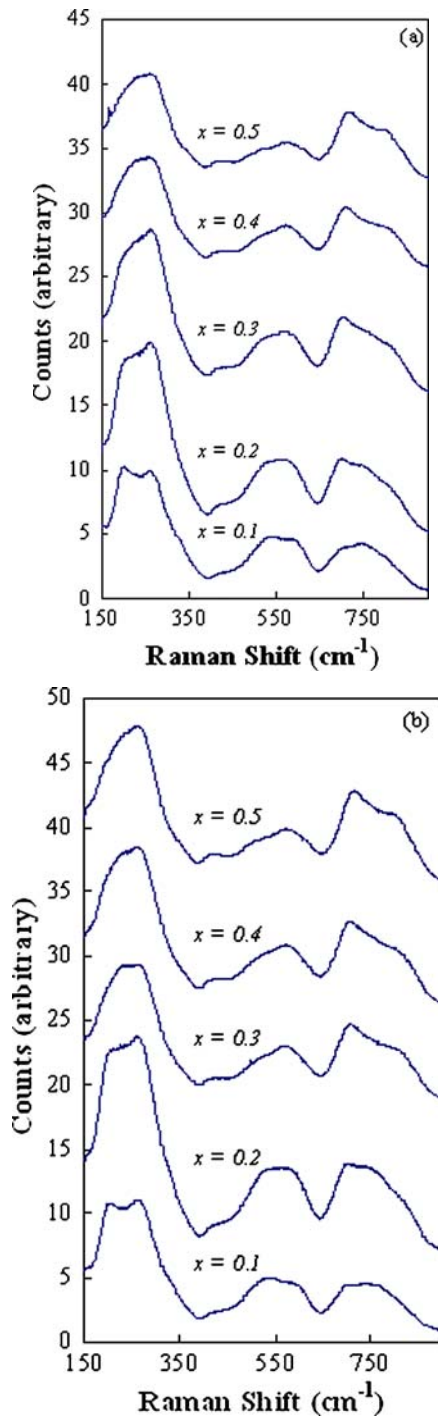 (a)
45
40
35
30
25
20
15
10
5
0
Counts (arbitrary)
x = 0.5
x = 0.4
x = 0.3
x = 0.2
x = 0.1
150 350 550 750
Raman Shift (cm⁻¹)
(b)
50
45
40
35
30
25
20
15
10
5
0
Counts (arbitrary)
x = 0.5
x = 0.4
x = 0.3
x = 0.2
x = 0.1
150 350 550 750
Raman Shift (cm⁻¹)